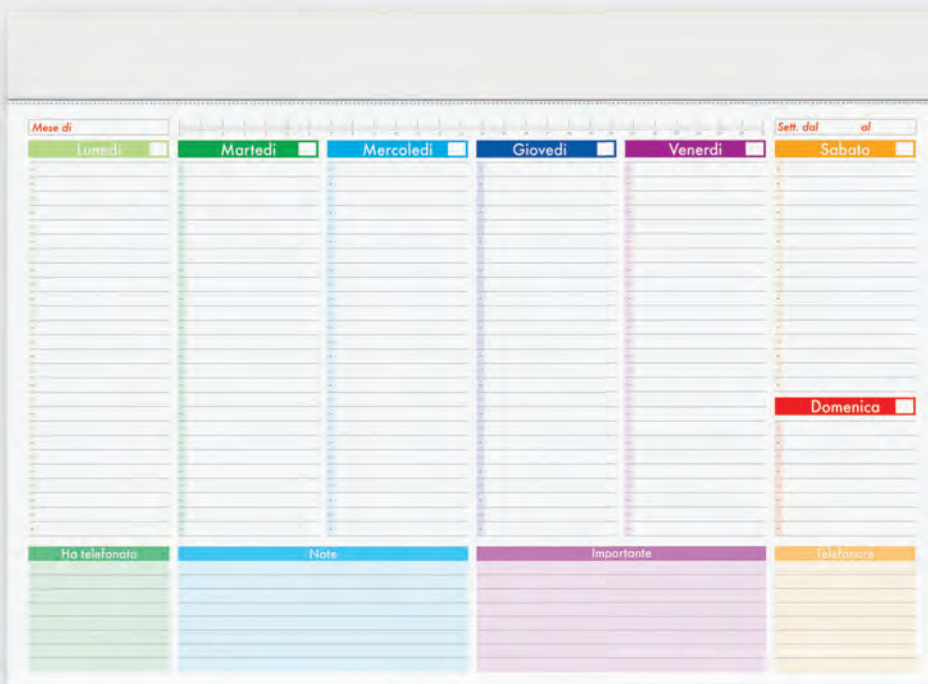 Mese di
Sett. dal al
Lunedì
Martedì
Mercoledì
Giovedì
Venerdì
Sabato
Domenica
Ha telefonato
Note
Importante
Telefonare